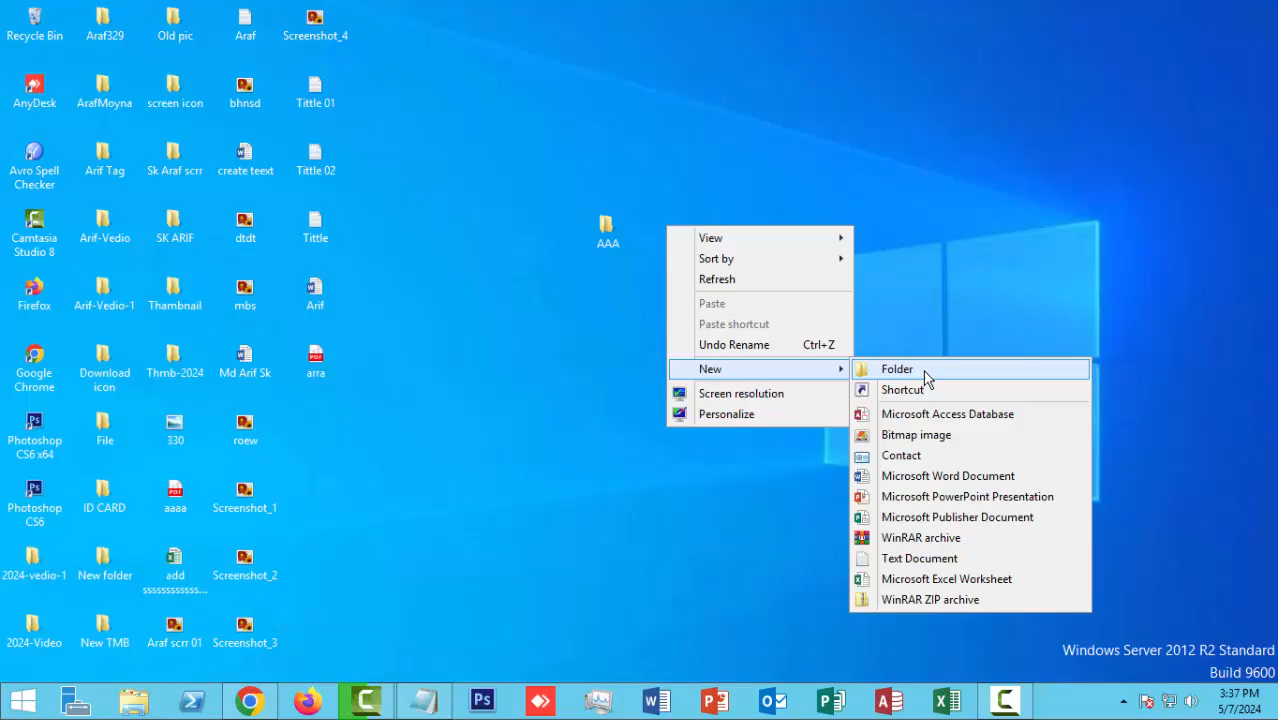 Recycle Bin
Araf329
Old pic
Araf
Screenshot_4
AnyDesk
ArafMoyna
screen icon
bhnsd
Tittle 01
Avro Spell
Checker
Arif Tag
Sk Araf scrr
create teext
Tittle 02
Camtasia
Studio 8
Arif-Vedio
SK ARIF
dtdt
Tittle
Firefox
Arif-Vedio-1
Thambnail
mbs
Arif
Google
Chrome
Download
icon
Thmb-2024
Md Arif Sk
arra
Photoshop
CS6 x64
File
330
roew
Photoshop
CS6
ID CARD
aaaa
Screenshot_1
2024-vedio-1
New folder
add
ssssssssssss...
Screenshot_2
2024-Video
New TMB
Araf scrr 01
Screenshot_3
AAA
View
Sort by
Refresh
Paste
Paste shortcut
Undo Rename Ctrl+Z
New
Screen resolution
Personalize
Folder
Shortcut
Microsoft Access Database
Bitmap image
Contact
Microsoft Word Document
Microsoft PowerPoint Presentation
Microsoft Publisher Document
WinRAR archive
Text Document
Microsoft Excel Worksheet
WinRAR ZIP archive
Windows Server 2012 R2 Standard
Build 9600
3:37 PM
5/7/2024